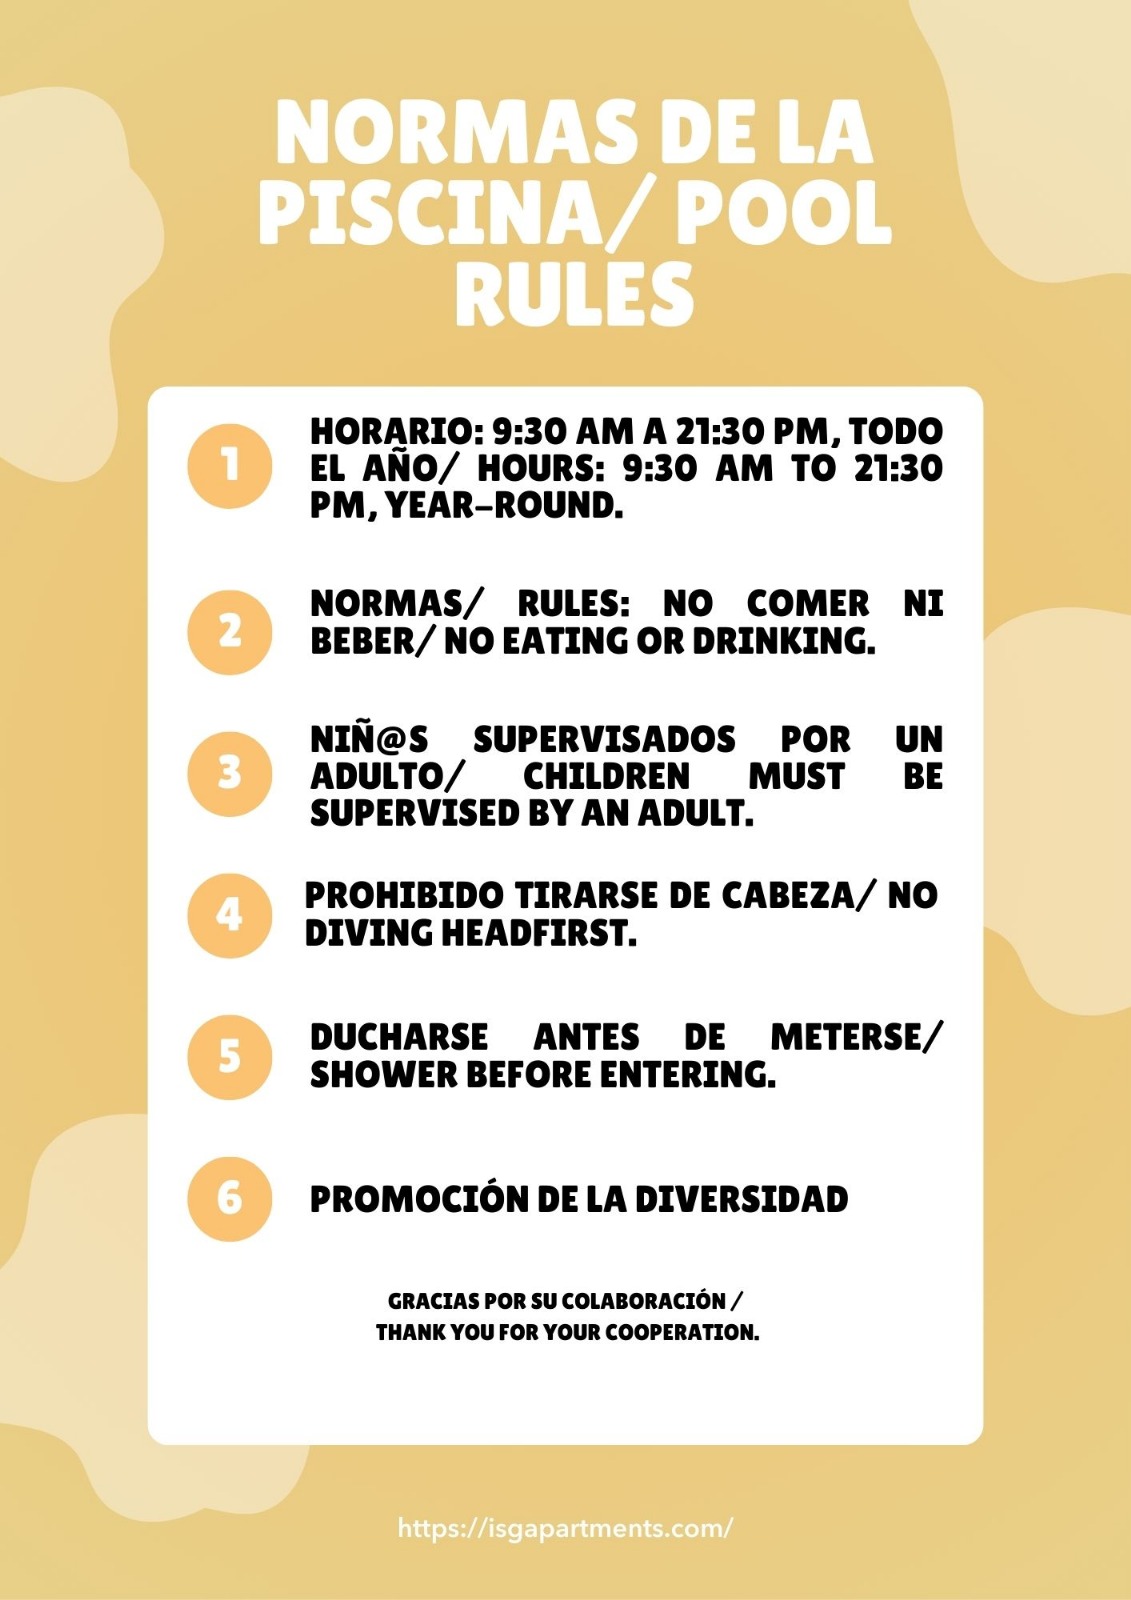 NORMAS DE LA
PISCINA/ POOL
RULES
1
HORARIO: 9:30 AM A 21:30 PM, TODO
EL AÑO/ HOURS: 9:30 AM TO 21:30
PM, YEAR-ROUND.
2
NORMAS/ RULES: NO COMER NI
BEBER/ NO EATING OR DRINKING.
3
NIÑ@S SUPERVISADOS POR UN
ADULTO/ CHILDREN MUST BE
SUPERVISED BY AN ADULT.
4
PROHIBIDO TIRARSE DE CABEZA/ NO
DIVING HEADFIRST.
5
DUCHARSE ANTES DE METERSE/
SHOWER BEFORE ENTERING.
6
PROMOCIÓN DE LA DIVERSIDAD
GRACIAS POR SU COLABORACIÓN /
THANK YOU FOR YOUR COOPERATION.
https://isgapartments.com/